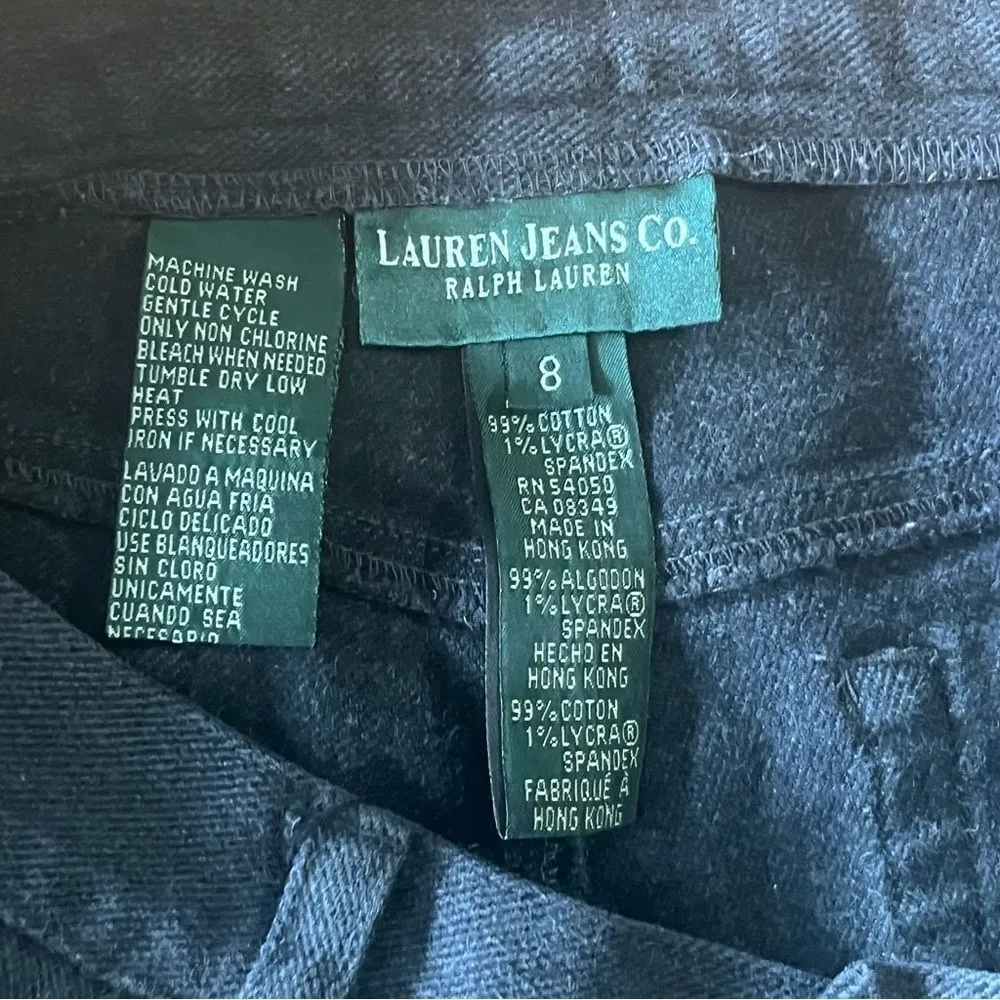 MACHINE WASH
COLD WATER
GENTLE CYCLE
ONLY NON CHLORINE
BLEACH WHEN NEEDED
TUMBLE DRY LOW
HEAT
PRESS WITH COOL
IRON IF NECESSARY
LAVADO A MAQUINA
CON AGUA FRIA
CICLO DELICADO
USE BLANQUEADORES
SIN CLORO
UNICAMENTE
CUANDO SEA
NECESARIO
LAUREN JEANS CO.
RALPH LAUREN
8
99% COTTON
1% LYCRA®
SPANDEX
RN 54050
CA 08349
MADE IN
HONG KONG
99% ALGODON
1% LYCRA®
SPANDEX
HECHO EN
HONG KONG
99% COTON
1% LYCRA®
SPANDEX
FABRIQUÉ À
HONG KONG